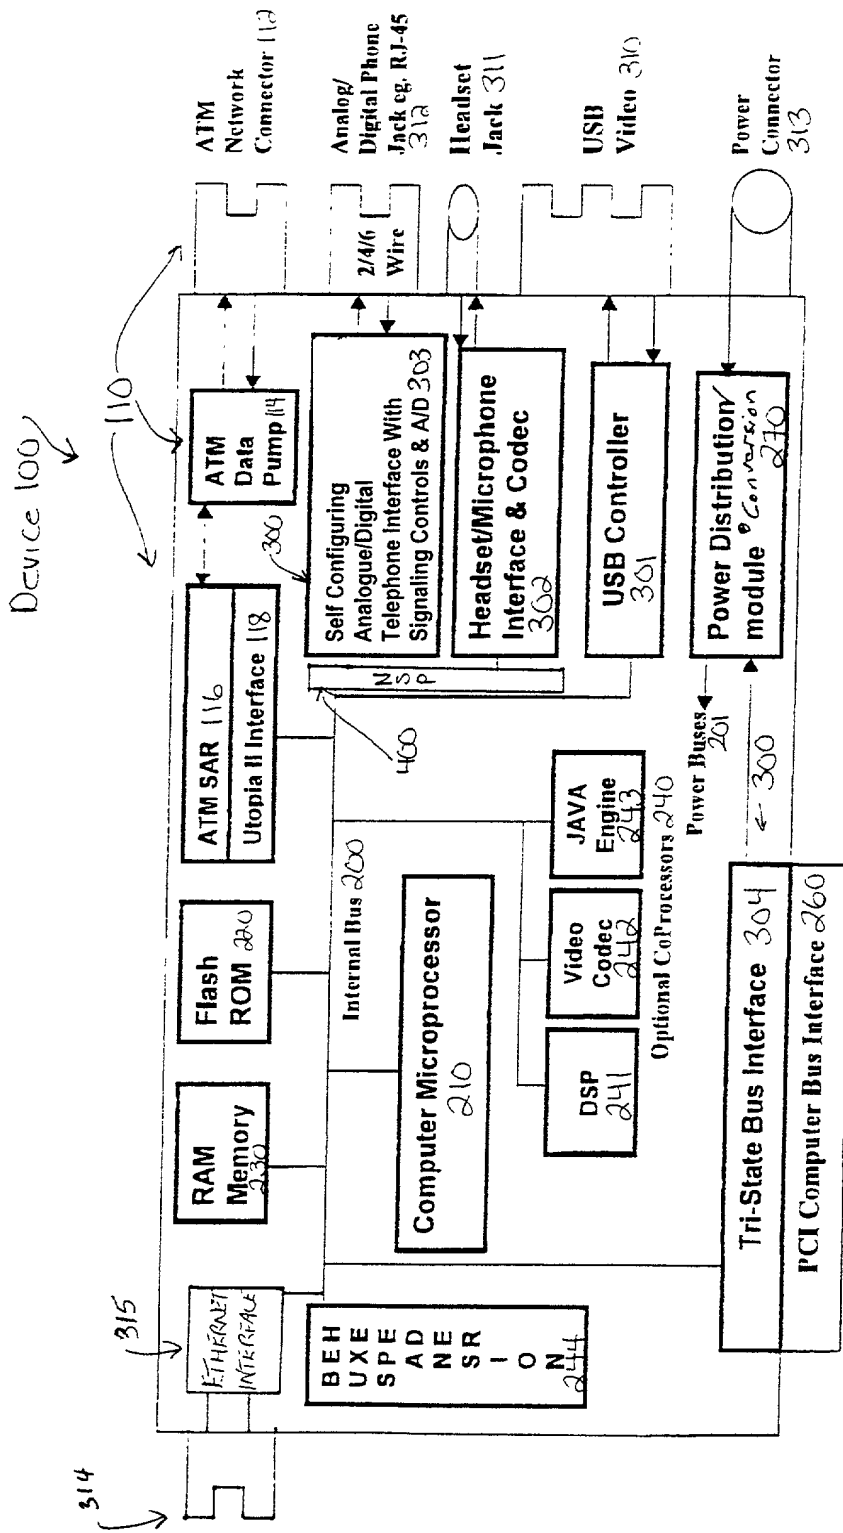 Device 100
110
ATM
Network
Connector 112
Analog/
Digital Phone
Jack eg. RJ-45
312
Headset
Jack 311
USB
Video 310
Power
Connector
313
2/4/6
Wire
ATM
Data
Pump 114
ATM SAR 116
Utopia II Interface 118
Flash
ROM 220
RAM
Memory
230
ETHERNET
INTERFACE
315
314
300
Self Configuring
Analogue/Digital
Telephone Interface With
Signaling Controls & A/D 303
Headset/Microphone
Interface & Codec
302
USB Controller
301
Power Distribution/
module Conversion
270
N
S
P
400
Internal Bus 200
Computer Microprocessor
210
BEH
UXE
SPE
AD
NE
SR
I
O
N
244
DSP
241
Video
Codec
242
JAVA
Engine
243
Optional CoProcessors 240
Power Buses
201
300
Tri-State Bus Interface 304
PCI Computer Bus Interface 260